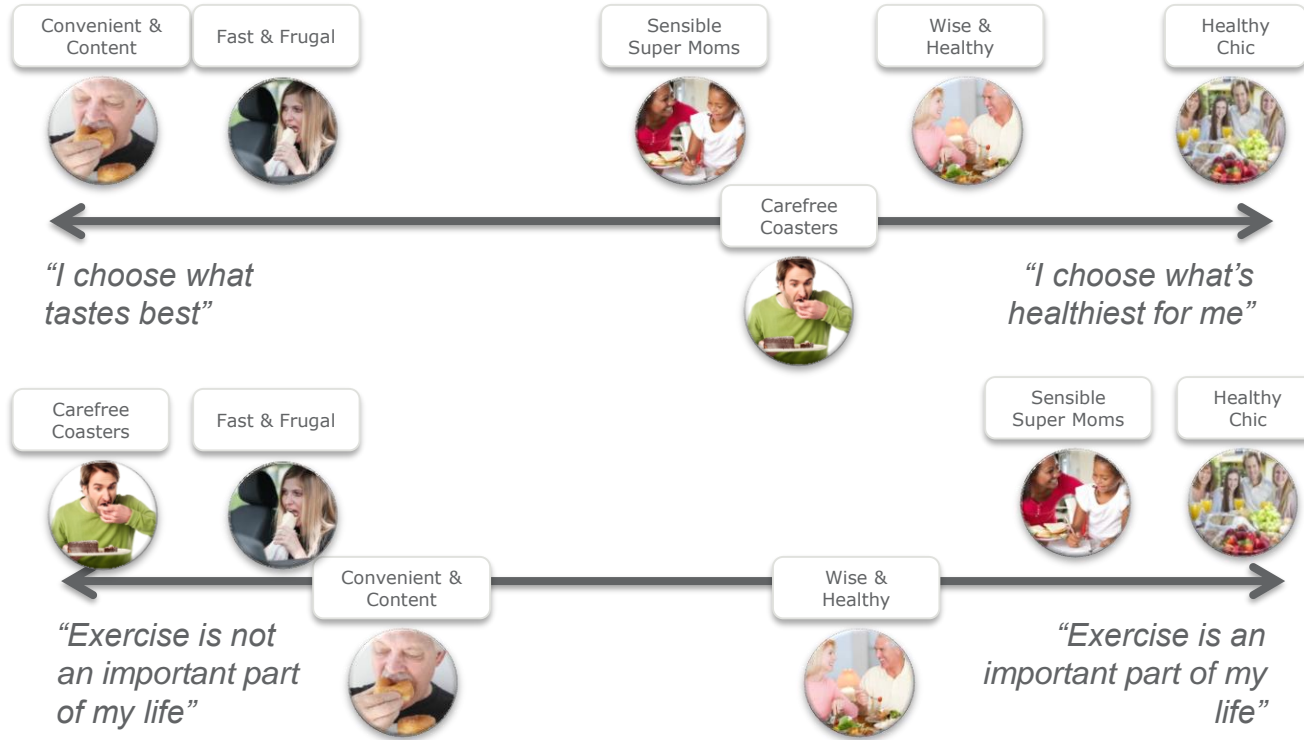 Convenient &
Content
Fast & Frugal
Sensible
Super Moms
Wise &
Healthy
Healthy
Chic
Carefree
Coasters
“I choose what
tastes best”
“I choose what’s
healthiest for me”
Carefree
Coasters
Fast & Frugal
Sensible
Super Moms
Healthy
Chic
Convenient &
Content
Wise &
Healthy
“Exercise is not
an important part
of my life”
“Exercise is an
important part of my
life”